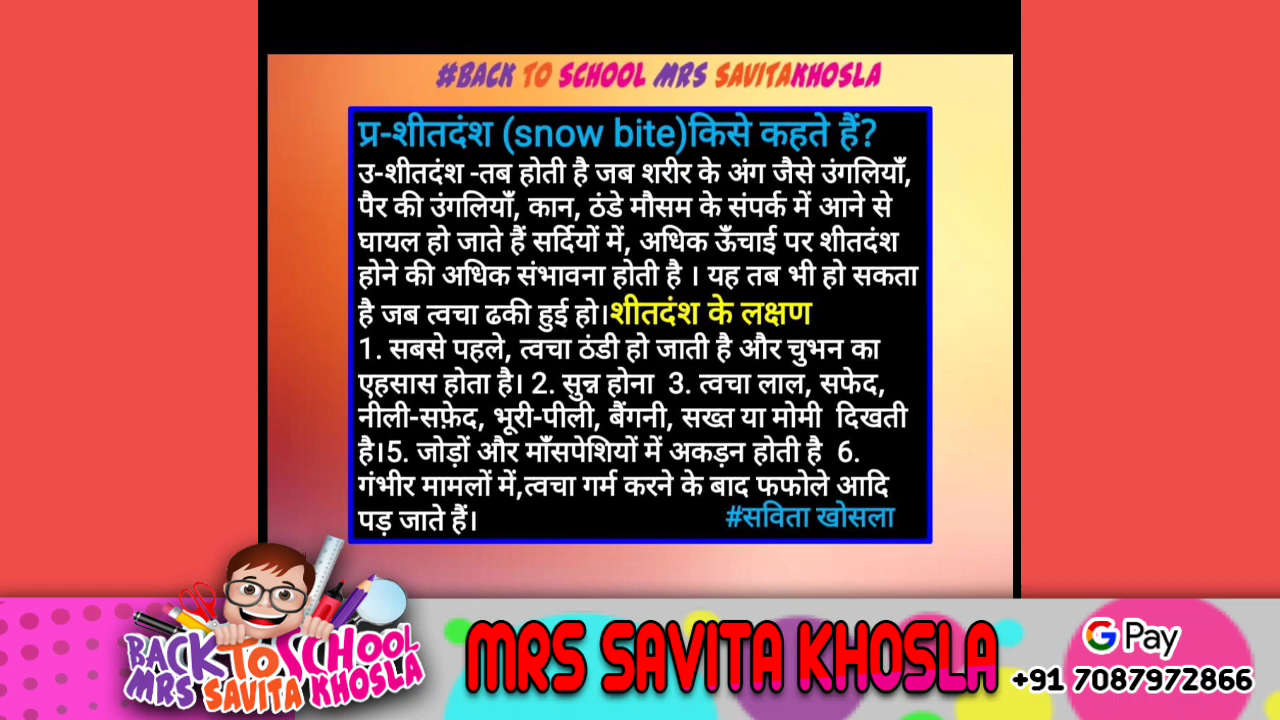 #BACK TO SCHOOL MRS SAVITAKHOSLA
प्र-शीतदंश (snow bite)किसे कहते हैं?
उ-शीतदंश -तब होती है जब शरीर के अंग जैसे उंगलियाँ,
पैर की उंगलियाँ, कान, ठंडे मौसम के संपर्क में आने से
घायल हो जाते हैं सर्दियों में, अधिक ऊँचाई पर शीतदंश
होने की अधिक संभावना होती है । यह तब भी हो सकता
है जब त्वचा ढकी हुई हो।शीतदंश के लक्षण
1. सबसे पहले, त्वचा ठंडी हो जाती है और चुभन का
एहसास होता है। 2. सुन्न होना 3. त्वचा लाल, सफेद,
नीली-सफ़ेद, भूरी-पीली, बैंगनी, सख्त या मोमी दिखती
है।5. जोड़ों और माँसपेशियों में अकड़न होती है 6.
गंभीर मामलों में,त्वचा गर्म करने के बाद फफोले आदि
पड़ जाते हैं।
#सविता खोसला
BACK TO SCHOOL
MRS SAVITA KHOSLA
MRS SAVITA KHOSLA
G Pay
+91 7087972866